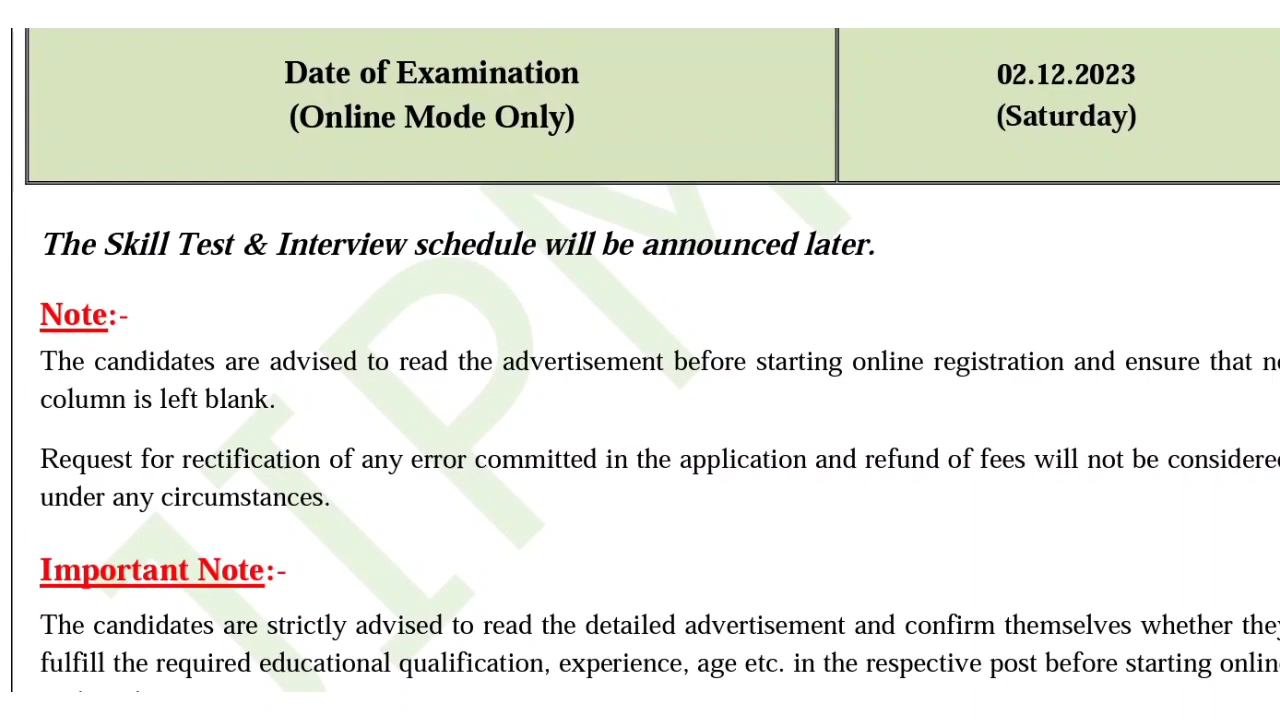 Date of Examination
(Online Mode Only)
02.12.2023
(Saturday)
The Skill Test & Interview schedule will be announced later.
Note:-
The candidates are advised to read the advertisement before starting online registration and ensure that
column is left blank.
Request for rectification of any error committed in the application and refund of fees will not be considered
under any circumstances.
Important Note:-
The candidates are strictly advised to read the detailed advertisement and confirm themselves whether they
fulfill the required educational qualification, experience, age etc. in the respective post before starting